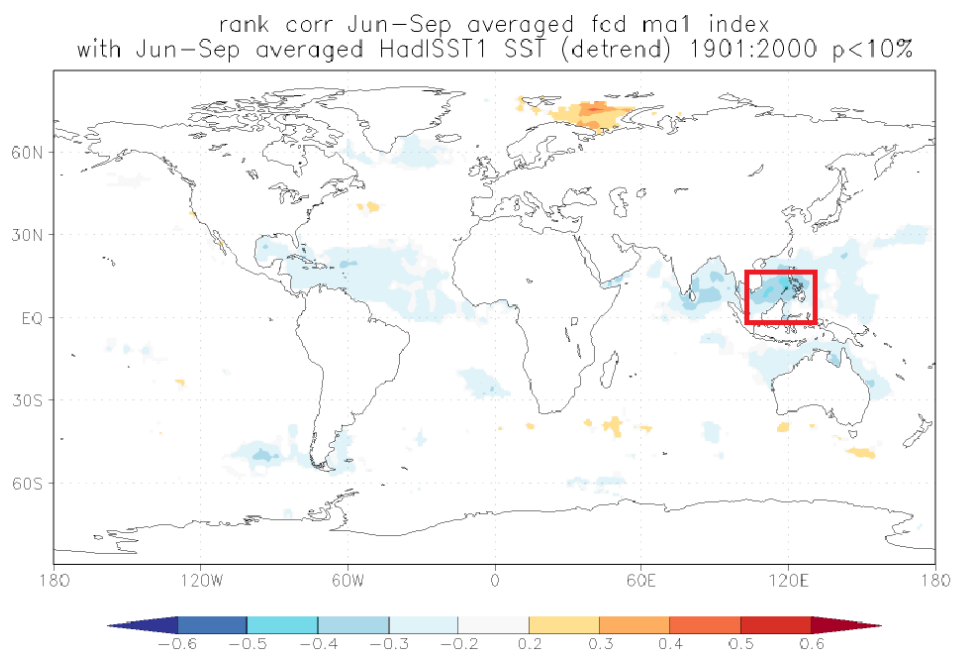 rank corr Jun-Sep averaged fcd ma1 index
with Jun-Sep averaged HadISST1 SST (detrend) 1901:2000 p<10%
60N
30N
EQ
30S
60S
180 120W 60W 0 60E 120E 180
-0.6 -0.5 -0.4 -0.3 -0.2 0.2 0.3 0.4 0.5 0.6